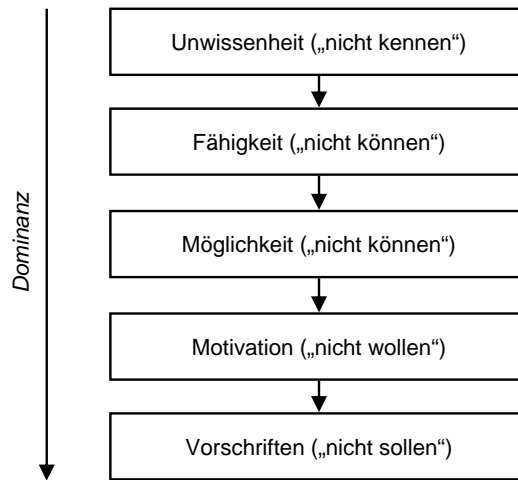 Unwissenheit („nicht kennen“)
Fähigkeit („nicht können“)
Möglichkeit („nicht können“)
Motivation („nicht wollen“)
Vorschriften („nicht sollen“)
Dominanz